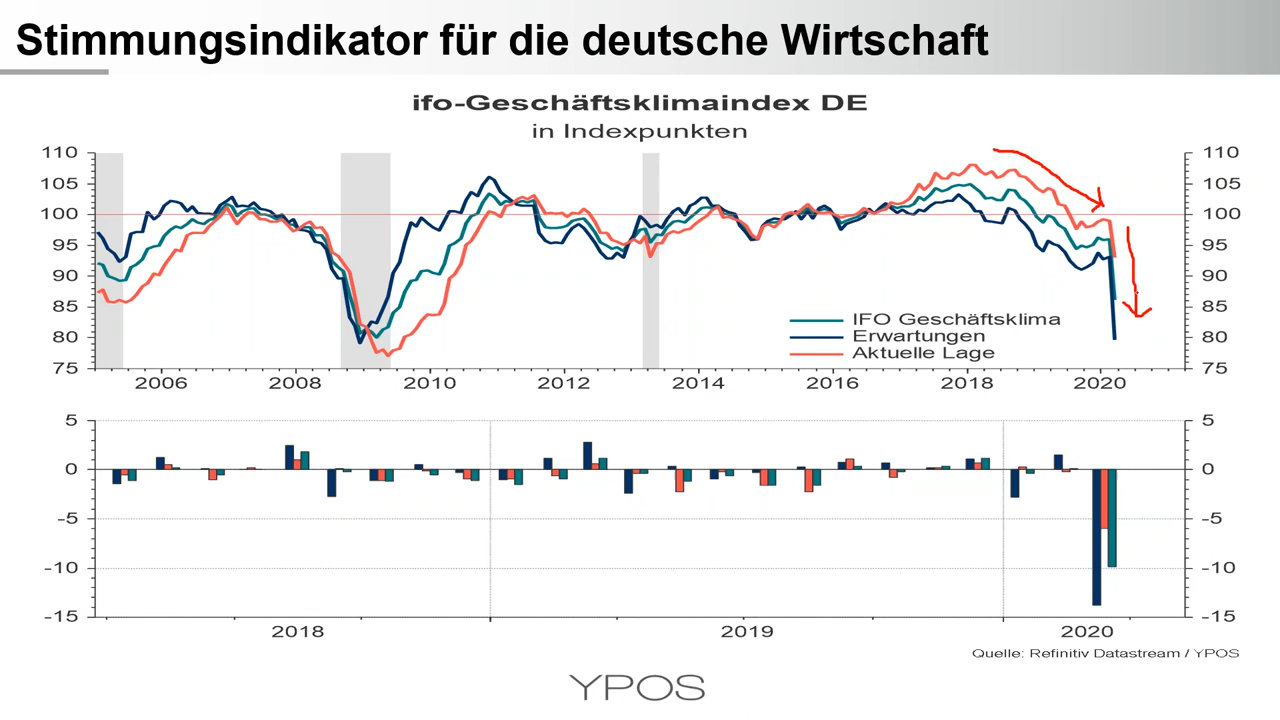 Stimmungsindikator für die deutsche Wirtschaft
ifo-Geschäftsklimaindex DE
in Indexpunkten
110 110
105 105
100 100
95 95
90 90
85 85
80 80
75 75
IFO Geschäftsklima
Erwartungen
Aktuelle Lage
2006 2008 2010 2012 2014 2016 2018 2020
5 5
0 0
-5 -5
-10 -10
-15 -15
2018 2019 2020
Quelle: Refinitiv Datastream / YPOS
YPOS